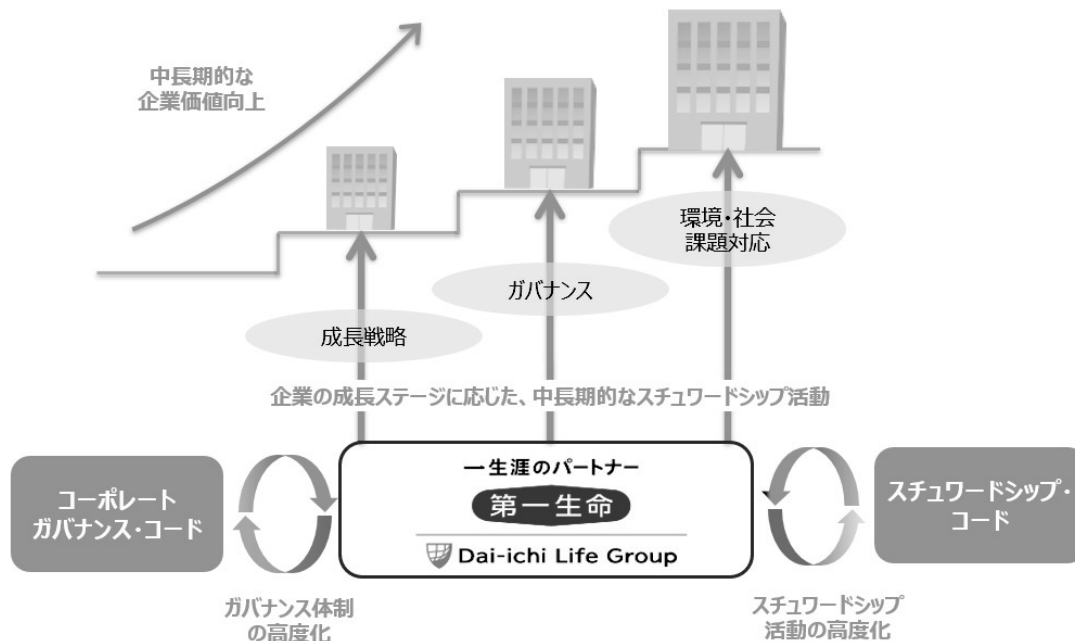 中長期的な
企業価値向上
環境・社会
課題対応
ガバナンス
成長戦略
企業の成長ステージに応じた、中長期的なスチュワードシップ活動
コーポレート
ガバナンス・コード
一生涯のパートナー
第一生命
Dai-ichi Life Group
スチュワードシップ・
コード
ガバナンス体制
の高度化
スチュワードシップ
活動の高度化